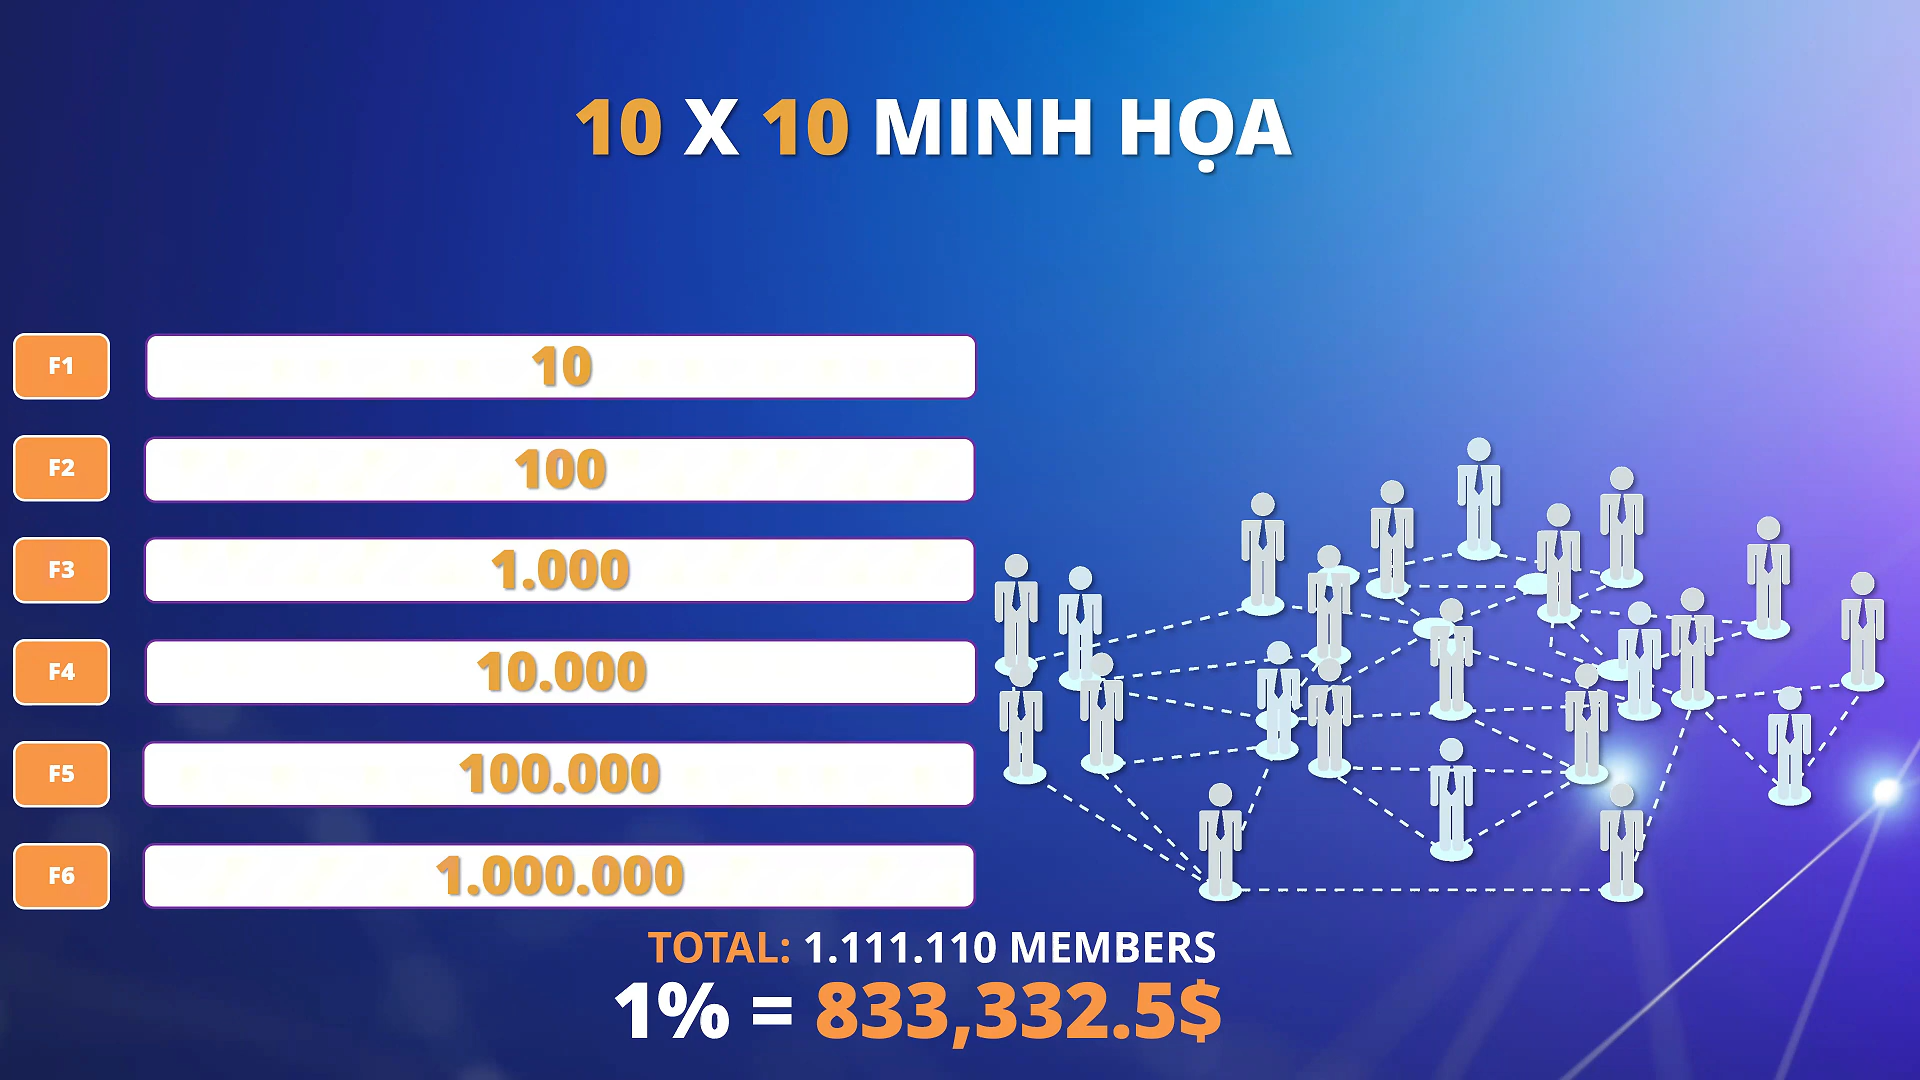 10 X 10 MINH HỌA
F1 10
F2 100
F3 1.000
F4 10.000
F5 100.000
F6 1.000.000
TOTAL: 1.111.110 MEMBERS
1% = 833,332.5$